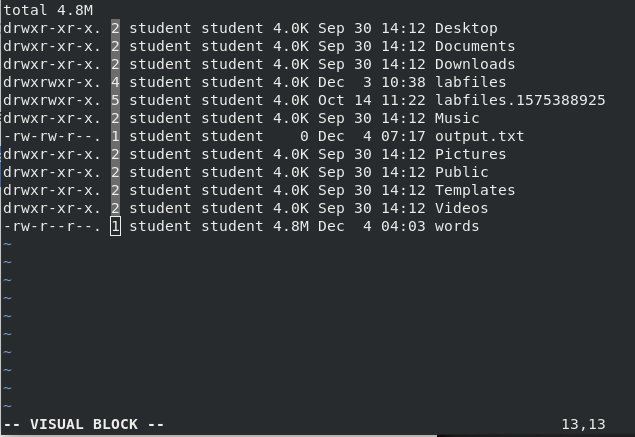 total 4.8M
drwxr-xr-x. 2 student student 4.0K Sep 30 14:12 Desktop
drwxr-xr-x. 2 student student 4.0K Sep 30 14:12 Documents
drwxr-xr-x. 2 student student 4.0K Sep 30 14:12 Downloads
drwxrwxr-x. 4 student student 4.0K Dec  3 10:38 labfiles
drwxrwxr-x. 5 student student 4.0K Oct 14 11:22 labfiles.1575388925
drwxr-xr-x. 2 student student 4.0K Sep 30 14:12 Music
-rw-rw-r--. 1 student student    0 Dec  4 07:17 output.txt
drwxr-xr-x. 2 student student 4.0K Sep 30 14:12 Pictures
drwxr-xr-x. 2 student student 4.0K Sep 30 14:12 Public
drwxr-xr-x. 2 student student 4.0K Sep 30 14:12 Templates
drwxr-xr-x. 2 student student 4.0K Sep 30 14:12 Videos
-rw-r--r--. 1 student student 4.8M Dec  4 04:03 words
~
~
~
~
~
~
~
~
~
~
-- VISUAL BLOCK -- 13,13